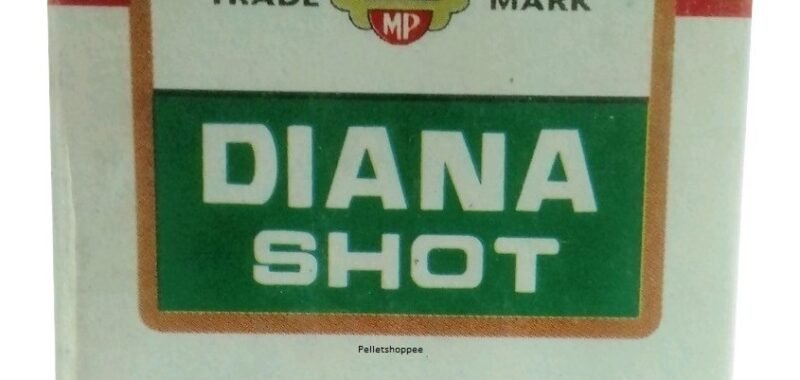 TRADE MARK
MP
DIANA
SHOT
Pelletshoppee